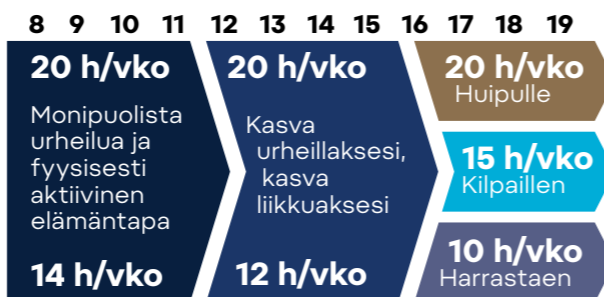 8 9 10 11 12 13 14 15 16 17 18 19
20 h/vko
Monipuolista
urheilua ja
fyysisesti
aktiivinen
elämäntapa
14 h/vko
20 h/vko
Kasva
urheillaksesi,
kasva
liikkuaksesi
12 h/vko
20 h/vko
Huipulle
15 h/vko
Kilpaillen
10 h/vko
Harrastaen